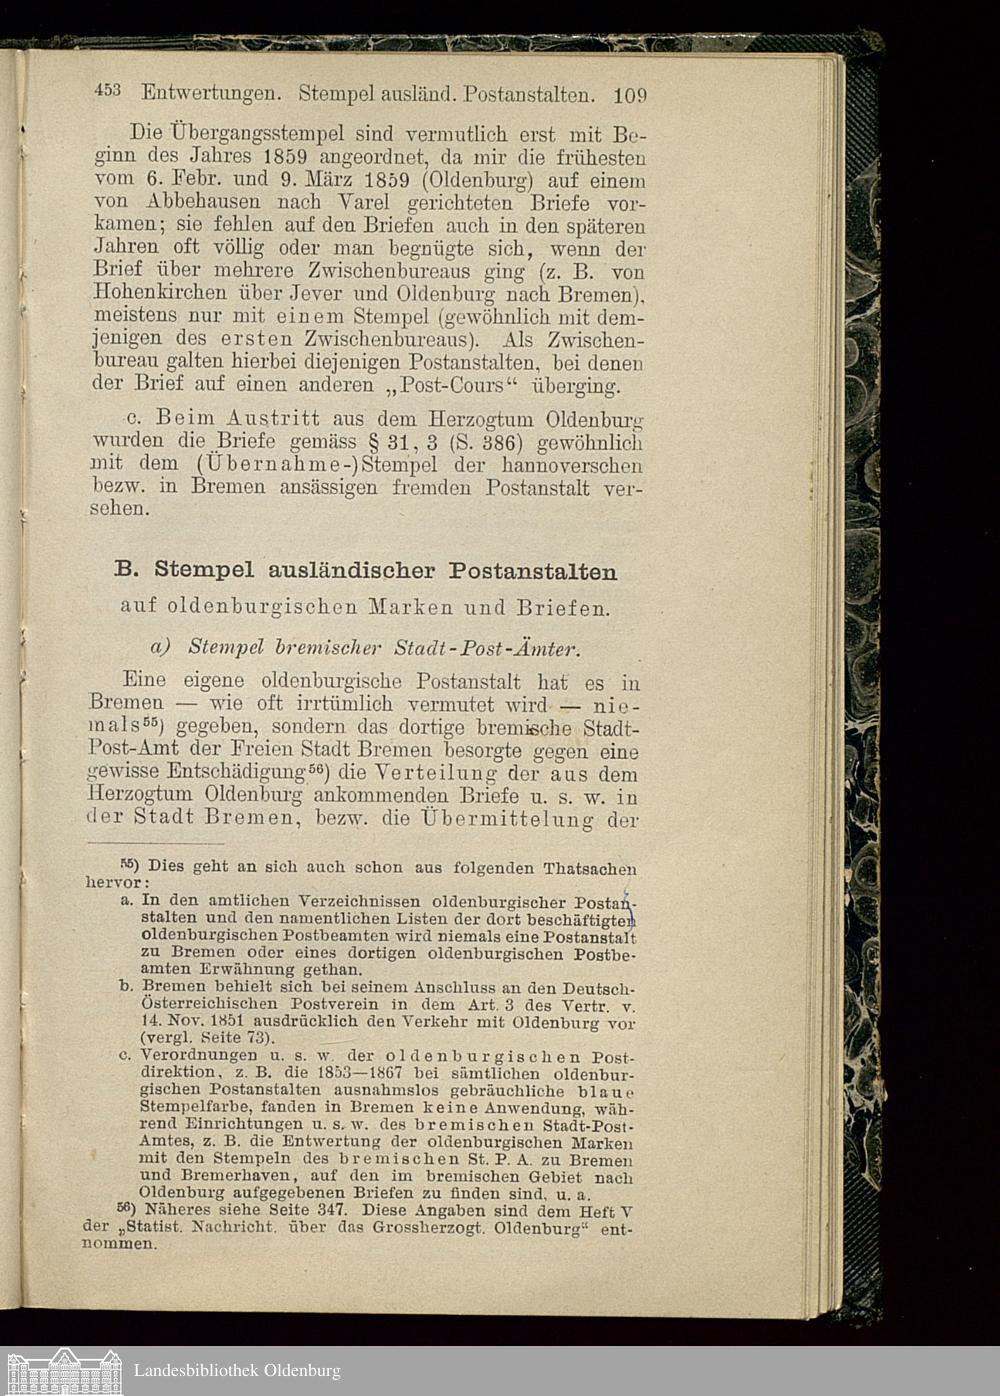 453 Entwertungen. Stempel ausländ. Postanstalten. 109
Die Übergangsstempel sind vermutlich erst mit Be-
ginn des Jahres 1859 angeordnet, da mir die frühesten
vom 6. Febr. und 9. März 1859 (Oldenburg) auf einem
von Abbehausen nach Varel gerichteten Briefe vor-
kamen; sie fehlen auf den Briefen auch in den späteren
Jahren oft völlig oder man begnügte sich, wenn der
Brief über mehrere Zwischenbureaus ging (z. B. von
Hohenkirchen über Jever und Oldenburg nach Bremen),
meistens nur mit einem Stempel (gewöhnlich mit dem-
jenigen des ersten Zwischenbureaus). Als Zwischen-
bureau galten hierbei diejenigen Postanstalten, bei denen
der Brief auf einen anderen „Post-Cours“ überging.
c. Beim Austritt aus dem Herzogtum Oldenburg
wurden die Briefe gemäss § 31, 3 (S. 386) gewöhnlich
mit dem (Übernahme-)Stempel der hannoverschen
bezw. in Bremen ansässigen fremden Postanstalt ver-
sehen.
B. Stempel ausländischer Postanstalten
auf oldenburgischen Marken und Briefen.
a) Stempel bremischer Stadt-Post-Ämter.
Eine eigene oldenburgische Postanstalt hat es in
Bremen — wie oft irrtümlich vermutet wird — nie-
mals⁵⁵) gegeben, sondern das dortige bremische Stadt-
Post-Amt der Freien Stadt Bremen besorgte gegen eine
gewisse Entschädigung⁵⁶) die Verteilung der aus dem
Herzogtum Oldenburg ankommenden Briefe u. s. w. in
der Stadt Bremen, bezw. die Übermittelung der
⁵⁵) Dies geht an sich auch schon aus folgenden Thatsachen
hervor:
a. In den amtlichen Verzeichnissen oldenburgischer Postan-
stalten und den namentlichen Listen der dort beschäftigten
oldenburgischen Postbeamten wird niemals eine Postanstalt
zu Bremen oder eines dortigen oldenburgischen Postbe-
amten Erwähnung gethan.
b. Bremen behielt sich bei seinem Anschluss an den Deutsch-
Österreichischen Postverein in dem Art. 3 des Vertr. v.
14. Nov. 1851 ausdrücklich den Verkehr mit Oldenburg vor
(vergl. Seite 73).
c. Verordnungen u. s. w. der oldenburgischen Post-
direktion, z. B. die 1853—1867 bei sämtlichen oldenbur-
gischen Postanstalten ausnahmslos gebräuchliche blaue
Stempelfarbe, fanden in Bremen keine Anwendung, wäh-
rend Einrichtungen u. s. w. des bremischen Stadt-Post-
Amtes, z. B. die Entwertung der oldenburgischen Marken
mit den Stempeln des bremischen St. P. A. zu Bremen
und Bremerhaven, auf den im bremischen Gebiet nach
Oldenburg aufgegebenen Briefen zu finden sind, u. a.
⁵⁶) Näheres siehe Seite 347. Diese Angaben sind dem Heft V
der „Statist. Nachricht. über das Grossherzogt. Oldenburg“ ent-
nommen.
Landesbibliothek Oldenburg